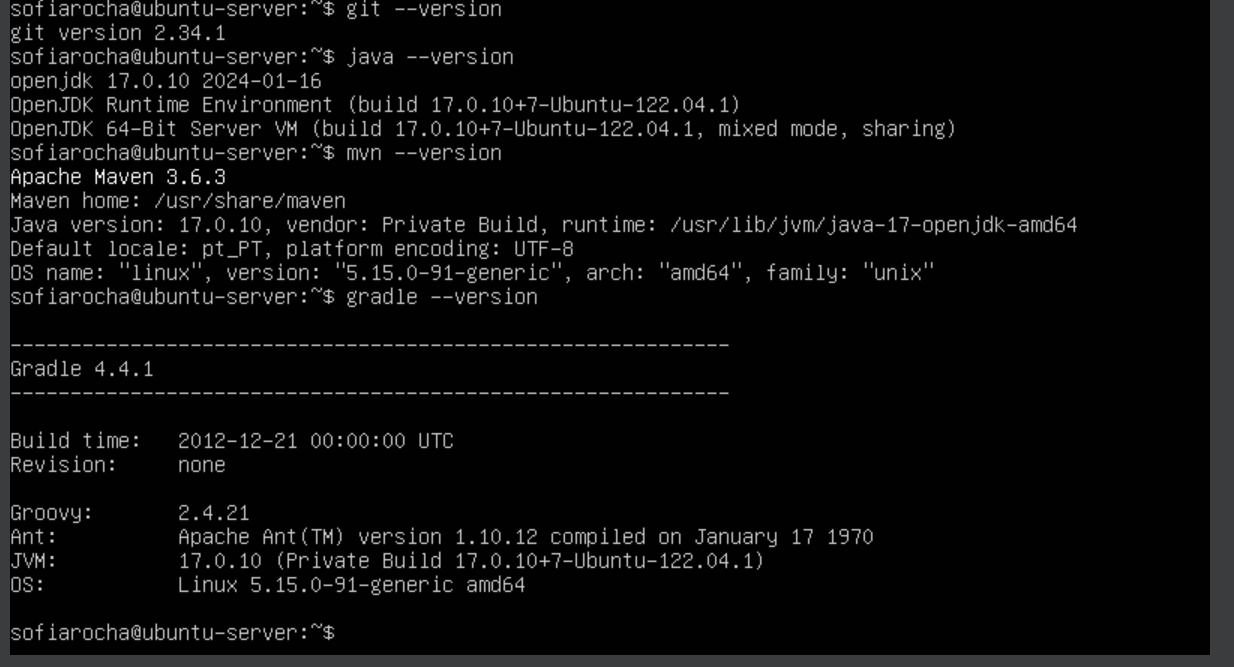 sofiarocha@ubuntu-server:~$ git --version
git version 2.34.1
sofiarocha@ubuntu-server:~$ java --version
openjdk 17.0.10 2024-01-16
OpenJDK Runtime Environment (build 17.0.10+7-Ubuntu-122.04.1)
OpenJDK 64-Bit Server VM (build 17.0.10+7-Ubuntu-122.04.1, mixed mode, sharing)
sofiarocha@ubuntu-server:~$ mvn --version
Apache Maven 3.6.3
Maven home: /usr/share/maven
Java version: 17.0.10, vendor: Private Build, runtime: /usr/lib/jvm/java-17-openjdk-amd64
Default locale: pt_PT, platform encoding: UTF-8
OS name: "linux", version: "5.15.0-91-generic", arch: "amd64", family: "unix"
sofiarocha@ubuntu-server:~$ gradle --version
------------------------------------------------------------
Gradle 4.4.1
------------------------------------------------------------
Build time:   2012-12-21 00:00:00 UTC
Revision:     none
Groovy:       2.4.21
Ant:          Apache Ant(TM) version 1.10.12 compiled on January 17 1970
JVM:          17.0.10 (Private Build 17.0.10+7-Ubuntu-122.04.1)
OS:           Linux 5.15.0-91-generic amd64
sofiarocha@ubuntu-server:~$